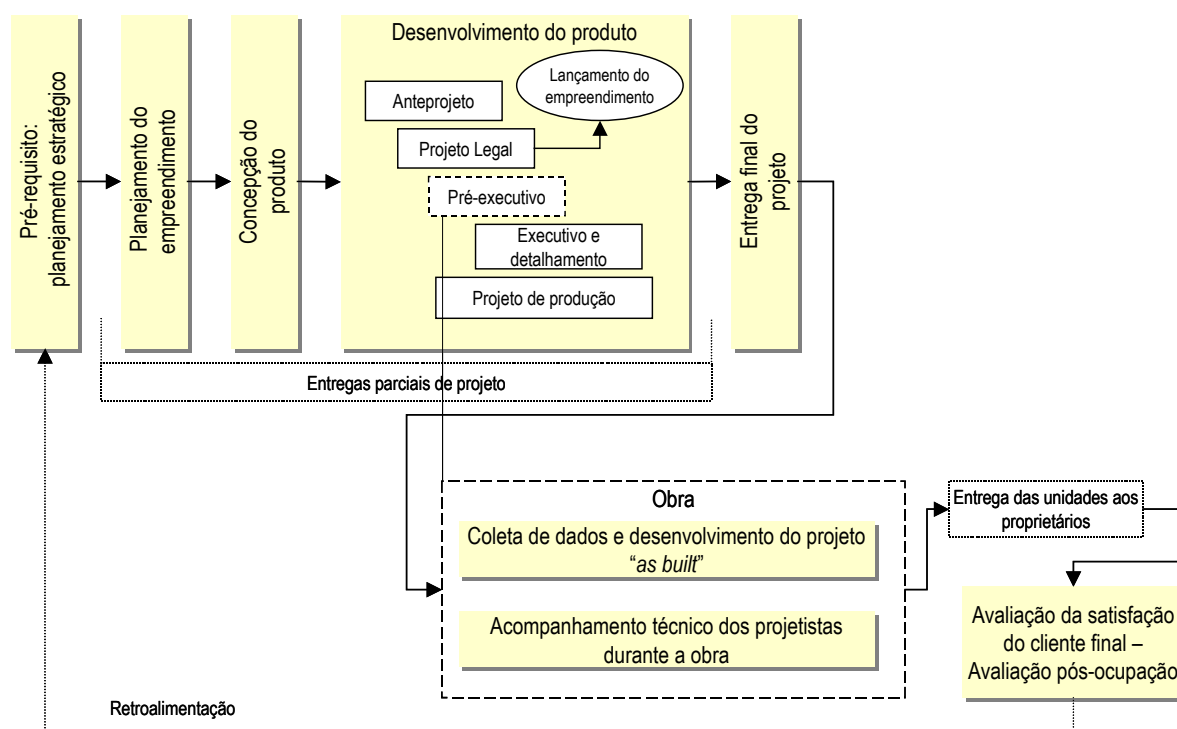 Pré-requisito:
planejamento estratégico
Planejamento do
empreendimento
Concepção do
produto
Desenvolvimento do produto
Lançamento do
empreendimento
Anteprojeto
Projeto Legal
Pré-executivo
Executivo e
detalhamento
Projeto de produção
Entrega final do
projeto
Entregas parciais de projeto
Obra
Coleta de dados e desenvolvimento do projeto
“as built”
Acompanhamento técnico dos projetistas
durante a obra
Entrega das unidades aos
proprietários
Avaliação da satisfação
do cliente final –
Avaliação pós-ocupação
Retroalimentação